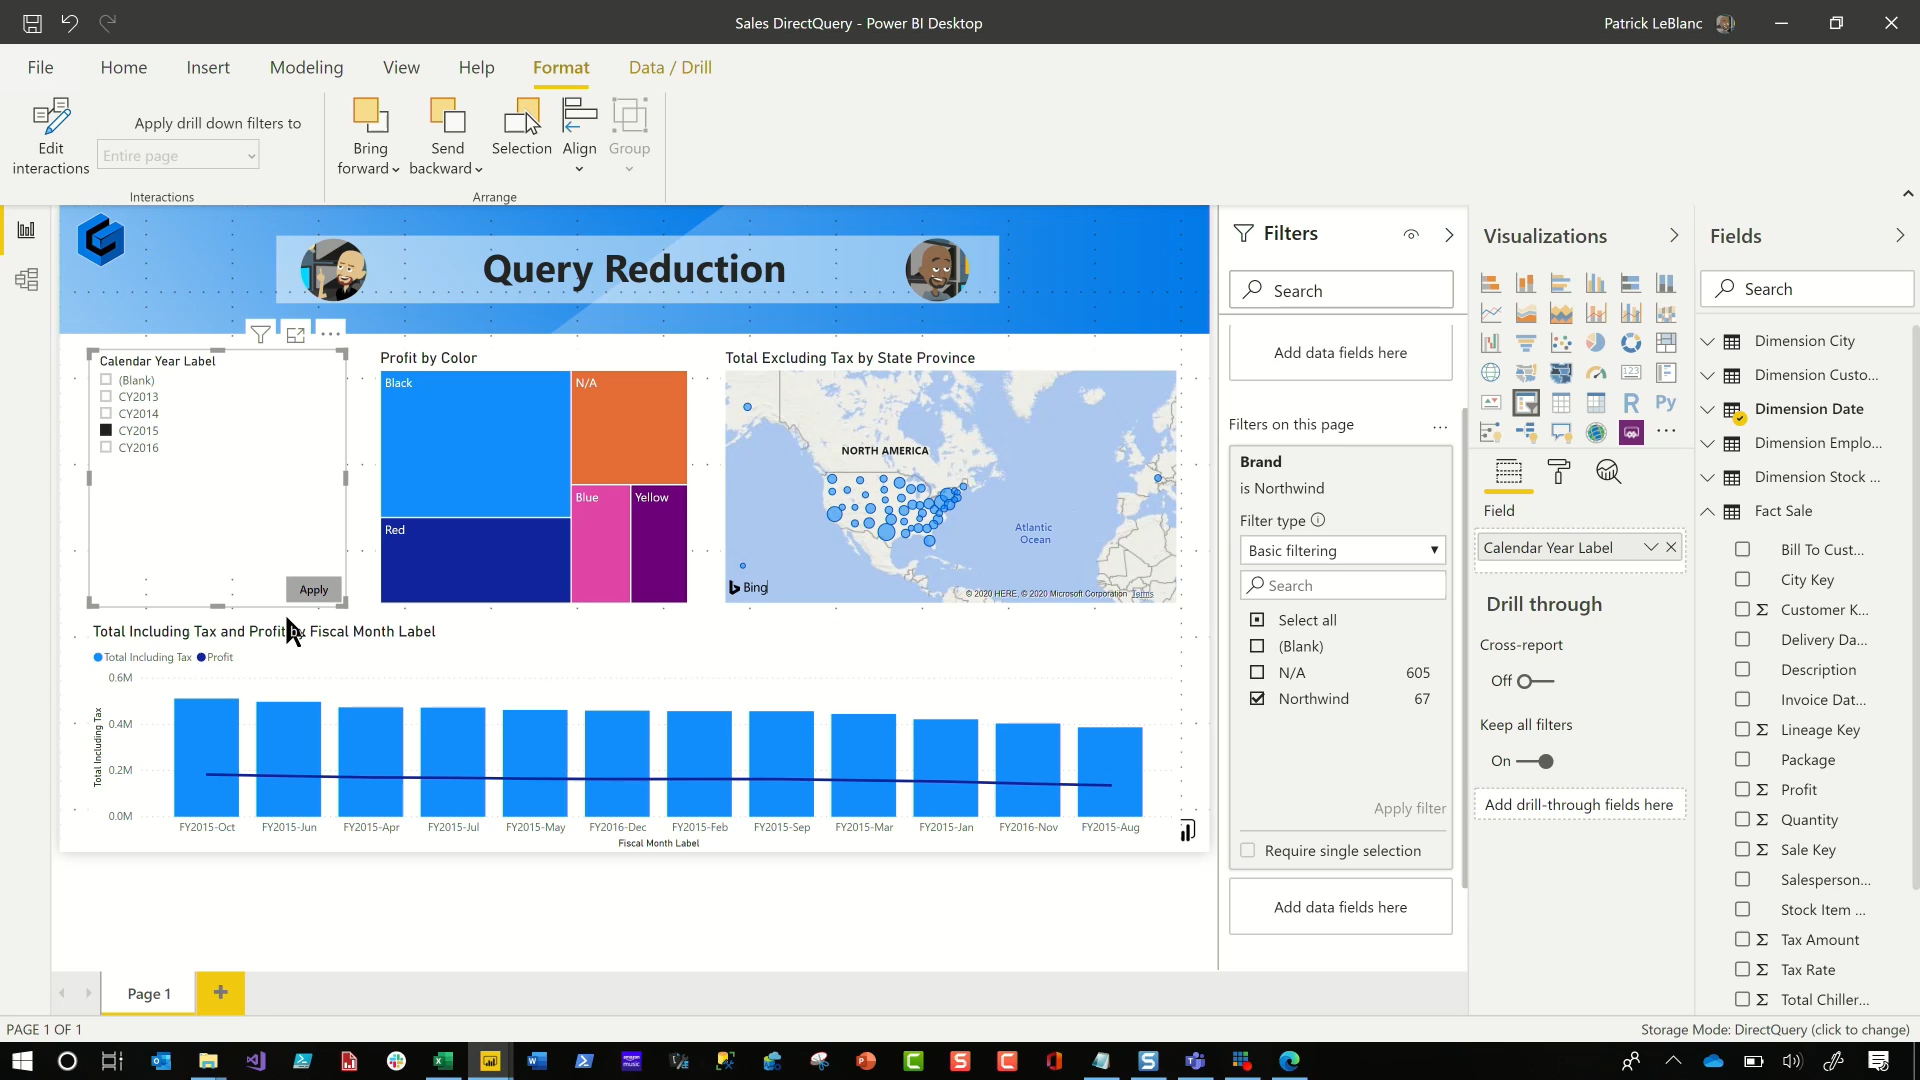 Sales DirectQuery - Power BI Desktop
Patrick LeBlanc
File
Home
Insert
Modeling
View
Help
Format
Data / Drill
Edit
interactions
Apply drill down filters to
Entire page
Interactions
Bring
forward
Send
backward
Selection
Align
Group
Arrange
Query Reduction
Calendar Year Label
(Blank)
CY2013
CY2014
CY2015
CY2016
Apply
Profit by Color
Black
N/A
Blue
Yellow
Red
Total Excluding Tax by State Province
NORTH AMERICA
Atlantic
Ocean
Bing
© 2020 HERE, © 2020 Microsoft Corporation Terms
Total Including Tax and Profit by Fiscal Month Label
Total Including Tax
Profit
Total Including Tax
0.6M
0.4M
0.2M
0.0M
FY2015-Oct
FY2015-Jun
FY2015-Apr
FY2015-Jul
FY2015-May
FY2016-Dec
FY2015-Feb
FY2015-Sep
FY2015-Mar
FY2015-Jan
FY2016-Nov
FY2015-Aug
Fiscal Month Label
Filters
Search
Add data fields here
Filters on this page
...
Brand
is Northwind
Filter type
Basic filtering
Search
Select all
(Blank)
N/A 605
Northwind 67
Apply filter
Require single selection
Add data fields here
Visualizations
123
R
Py
Field
Calendar Year Label
Drill through
Cross-report
Off
Keep all filters
On
Add drill-through fields here
Fields
Search
Dimension City
Dimension Custo...
Dimension Date
Dimension Emplo...
Dimension Stock ...
Fact Sale
Bill To Cust...
City Key
Σ Customer K...
Delivery Da...
Description
Invoice Dat...
Σ Lineage Key
Package
Σ Profit
Σ Quantity
Σ Sale Key
Salesperson...
Stock Item ...
Σ Tax Amount
Σ Tax Rate
Σ Total Chiller...
Page 1
PAGE 1 OF 1
Storage Mode: DirectQuery (click to change)